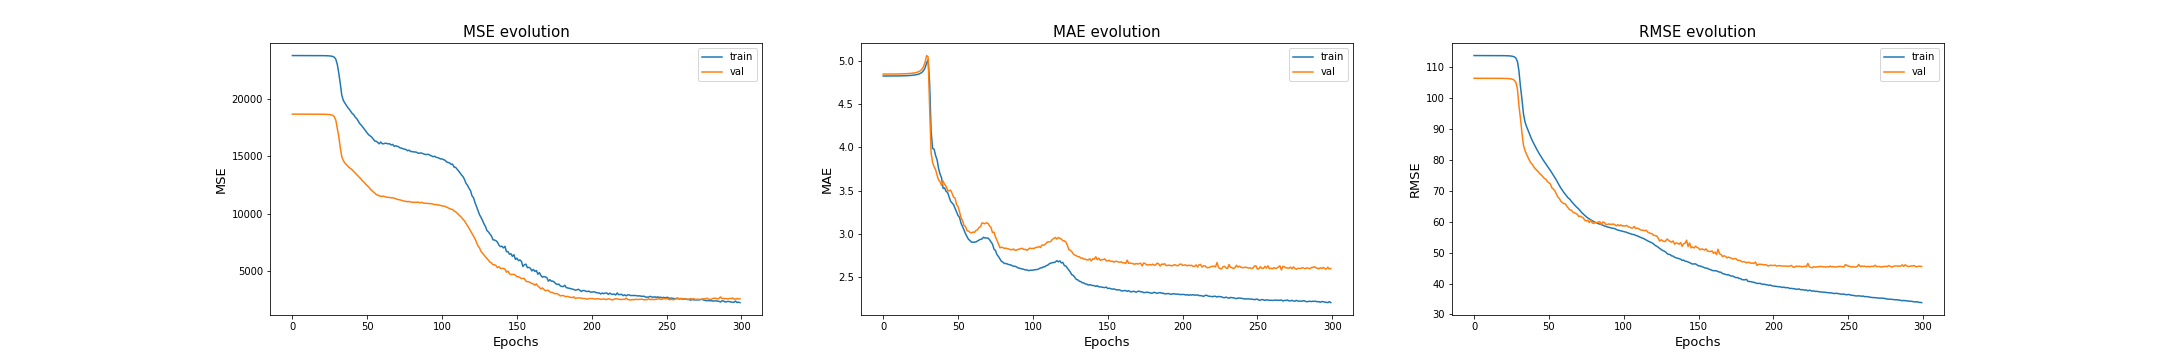 MSE evolution
MSE
20000
15000
10000
5000
0
50
100
150
200
250
300
Epochs
train
val
MAE evolution
MAE
5.0
4.5
4.0
3.5
3.0
2.5
0
50
100
150
200
250
300
Epochs
train
val
RMSE evolution
RMSE
110
100
90
80
70
60
50
40
30
0
50
100
150
200
250
300
Epochs
train
val